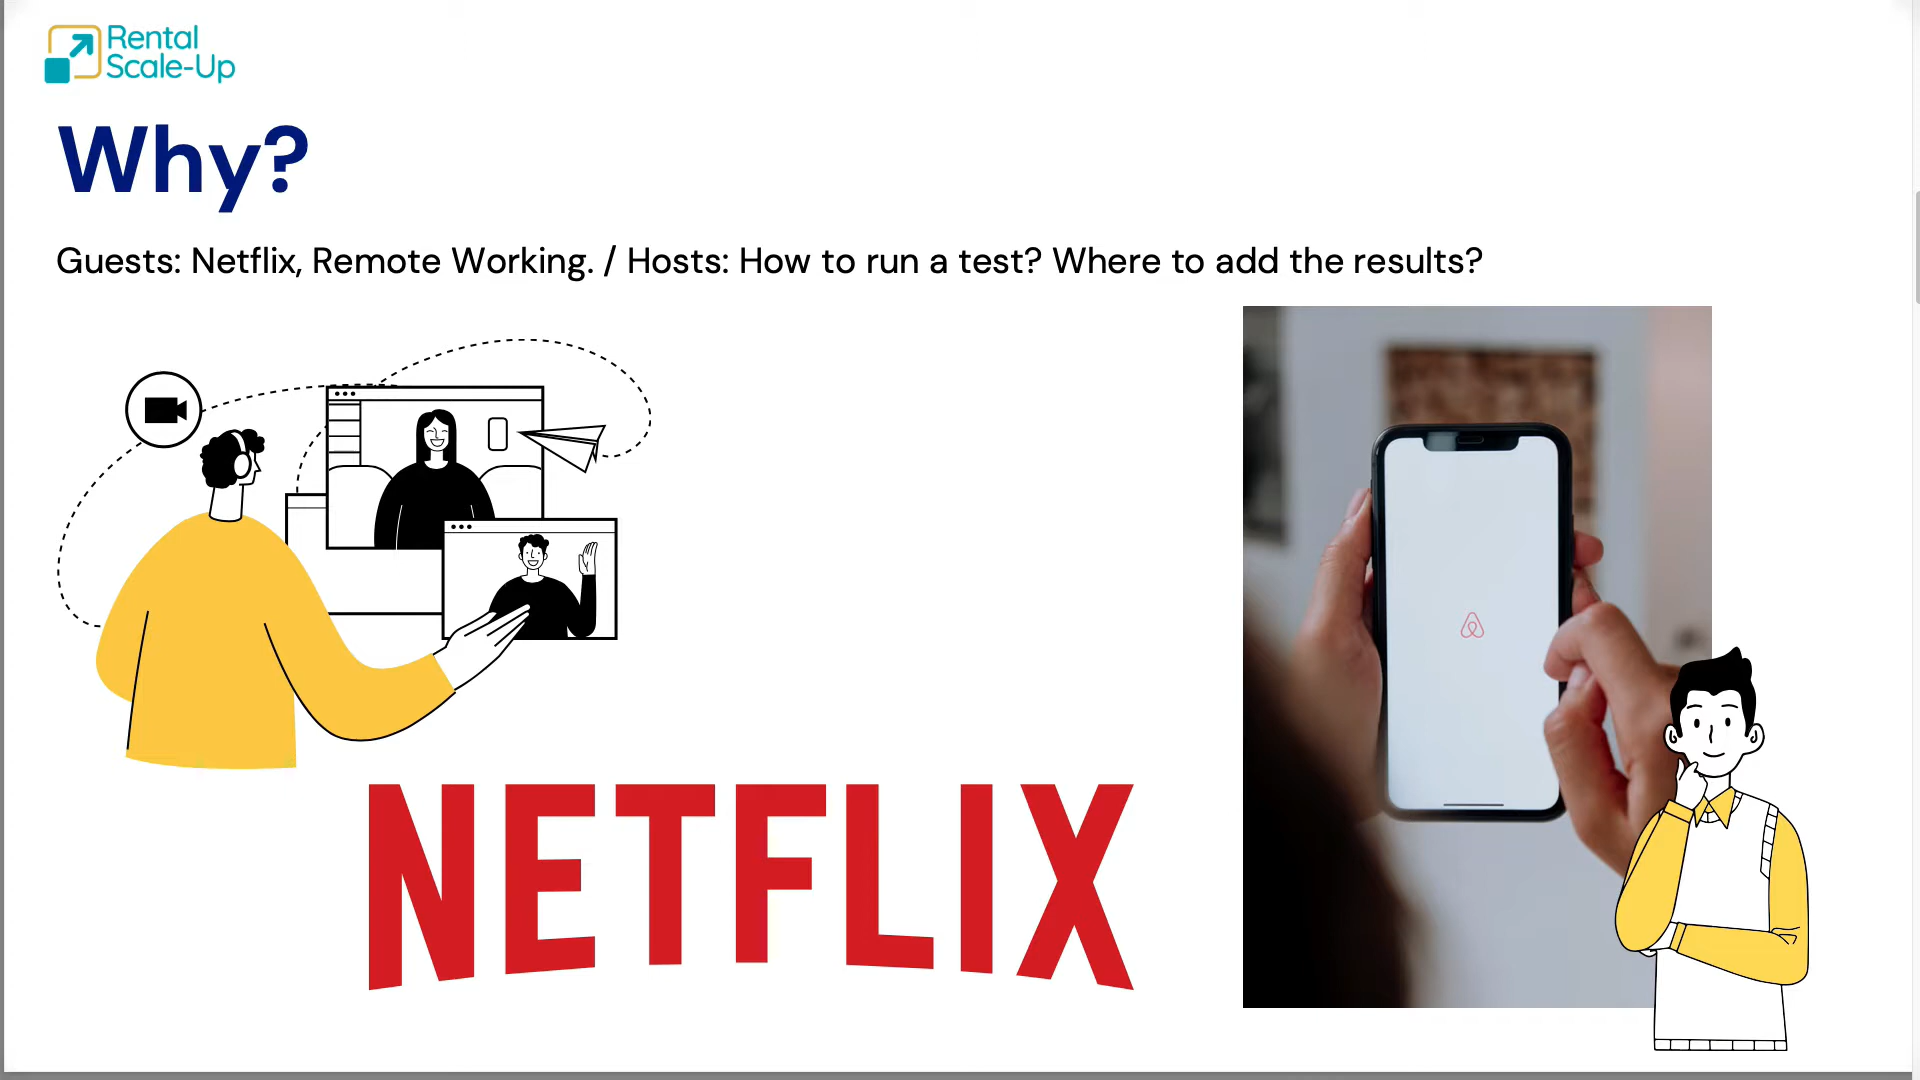 Rental
Scale-Up
Why?
Guests: Netflix, Remote Working. / Hosts: How to run a test? Where to add the results?
NETFLIX